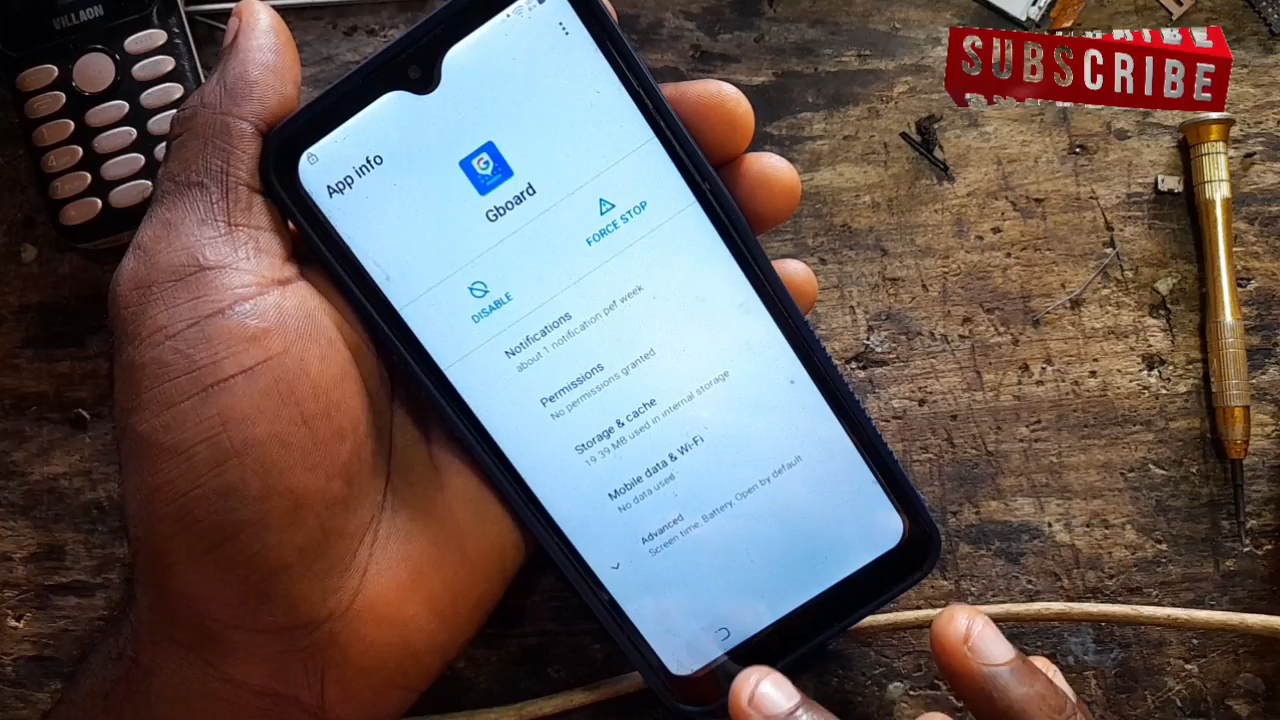 VILLAON
SUBSCRIBE
App info
Gboard
DISABLE
FORCE STOP
Notifications
about 1 notification per week
Permissions
No permissions granted
Storage & cache
19.39 MB used in internal storage
Mobile data & Wi-Fi
No data used
Advanced
Screen time, Battery, Open by default